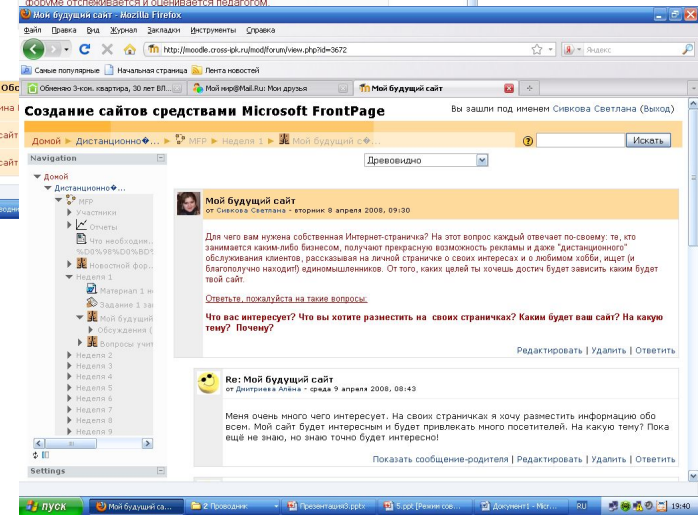 форуме отслеживается и оценивается педагогом.
Мой будущий сайт - Mozilla Firefox
Файл Правка Вид Журнал Закладки Инструменты Справка
http://moodle.cross-ipk.ru/mod/forum/view.php?id=3672
Яндекс
Самые популярные Начальная страница Лента новостей
Обменяю 3-ком. квартира, 30 лет ВЛ... Мой мир@Mail.Ru: Мои друзья Мой будущий сайт
Создание сайтов средствами Microsoft FrontPage
Вы зашли под именем Сивкова Светлана (Выход)
Домой ► Дистанционно�... ► MFP ► Неделя 1 ► Мой будущий с�...
Искать
Navigation
Древовидно
Домой
Дистанционно�...
MFP
Участники
Отчеты
Что необходим..
%D0%98%D0%BD%
Новостной фор..
Неделя 1
Материал 1 н
Задание 1 за
Мой будущий
Обсуждения (
Вопросы учит
Неделя 2
Неделя 3
Неделя 4
Неделя 5
Неделя 6
Неделя 7
Неделя 8
Неделя 9
Settings
Мой будущий сайт
от Сивкова Светлана - вторник 8 апреля 2008, 09:30
Для чего вам нужена собственная Интернет-страничка? На этот вопрос каждый отвечает по-своему: те, кто
занимается каким-либо бизнесом, получают прекрасную возможность рекламы и даже "дистанционного"
обслуживания клиентов, рассказывая на личной страничке о своих интересах и о любимом хобби, ищет (и
благополучно находит!) единомышленников. От того, каких целей ты хочешь достич будет зависить каким будет
твой сайт.
Ответьте, пожалуйста на такие вопросы:
Что вас интересует? Что вы хотите разместить на своих страничках? Каким будет ваш сайт? На какую
тему? Почему?
Редактировать | Удалить | Ответить
Re: Мой будущий сайт
от Дмитриева Алёна - среда 9 апреля 2008, 08:43
Меня очень много чего интересует. На своих страничках я хочу разместить информацию обо
всем. Мой сайт будет интересным и будет привлекать много посетителей. На какую тему? Пока
ещё не знаю, но знаю точно будет интересно!
Показать сообщение-родителя | Редактировать | Удалить | Ответить
пуск Мой будущий са... 2 Проводник Презентация3.pptx 5.ppt [Режим сов... Документ1 - Micr... RU 19:40